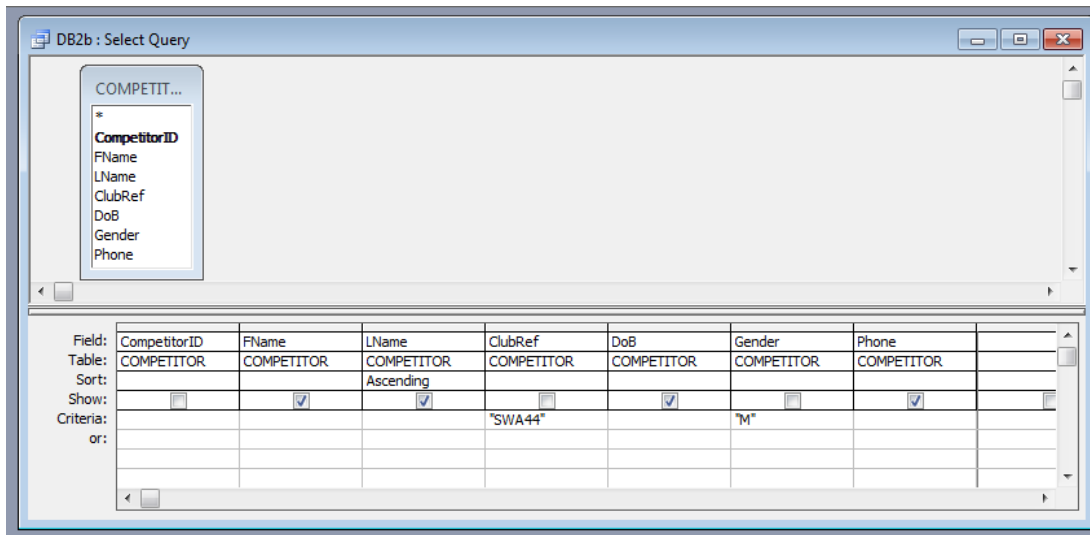 DB2b : Select Query
COMPETIT...
*
CompetitorID
FName
LName
ClubRef
DoB
Gender
Phone
Field: CompetitorID FName LName ClubRef DoB Gender Phone
Table: COMPETITOR COMPETITOR COMPETITOR COMPETITOR COMPETITOR COMPETITOR COMPETITOR
Sort: Ascending
Show:
Criteria: "SWA44" "M"
or: